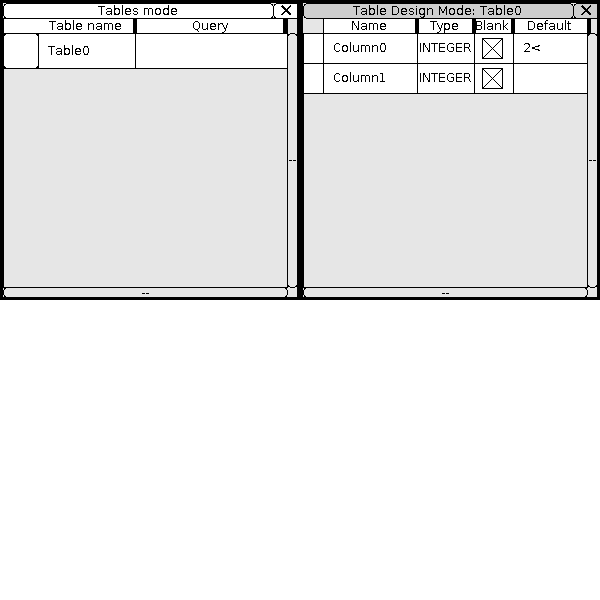 Tables mode
Table name Query
Table0
--
--
Table Design Mode: Table0
Name Type Blank Default
Column0 INTEGER 2<
Column1 INTEGER
--
--